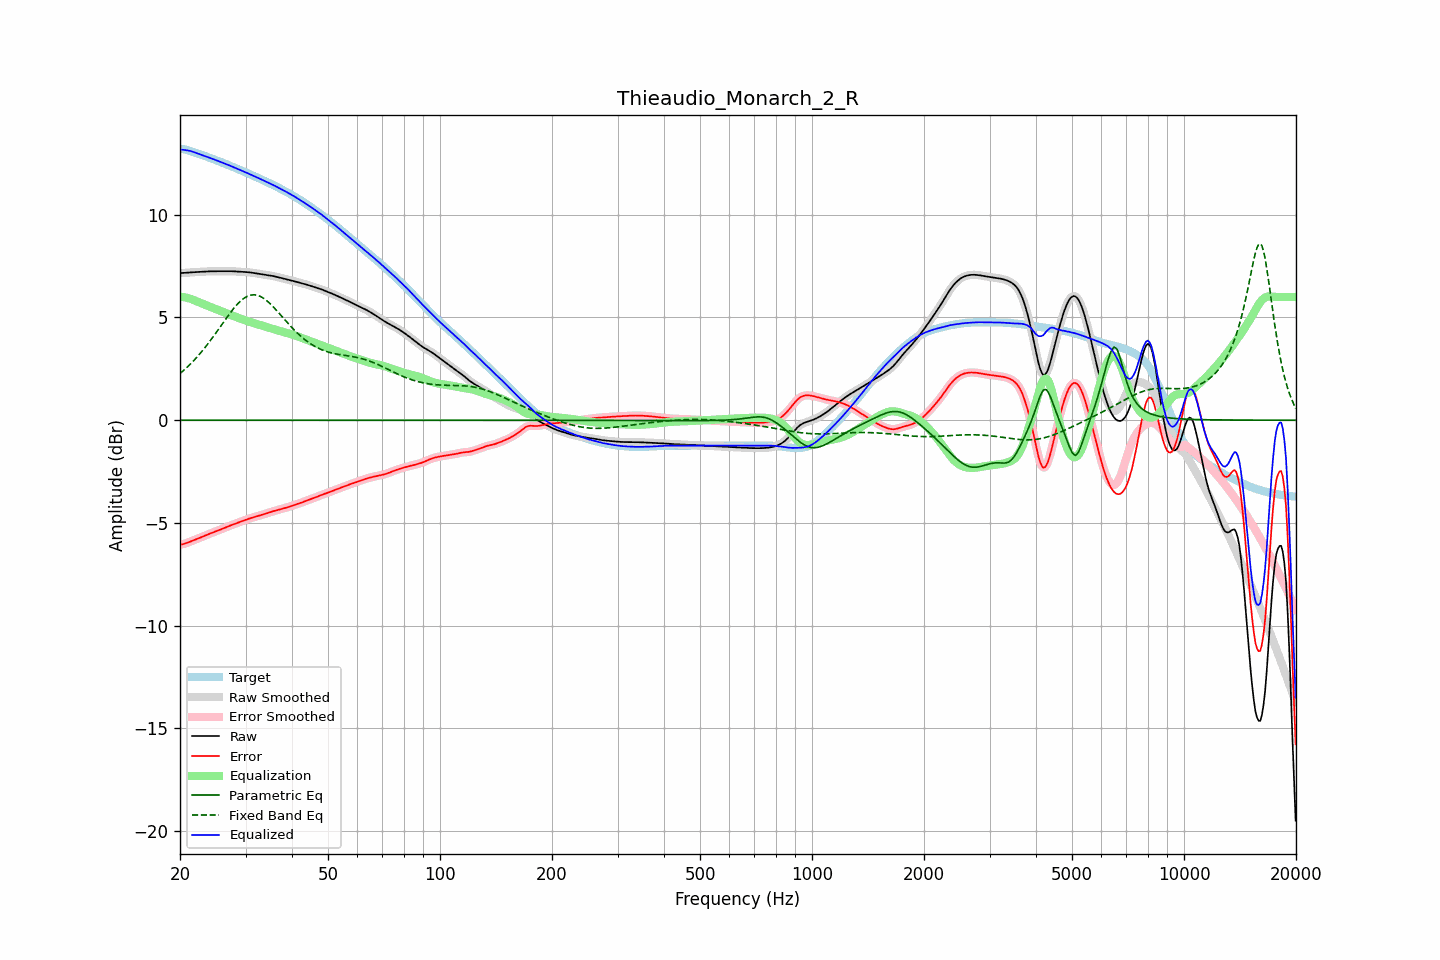 Thieaudio_Monarch_2_R
Amplitude (dBr)
10
5
0
−5
−10
−15
−20
Target
Raw Smoothed
Error Smoothed
Raw
Error
Equalization
Parametric Eq
Fixed Band Eq
Equalized
20 50 100 200 500 1000 2000 5000 10000 20000
Frequency (Hz)